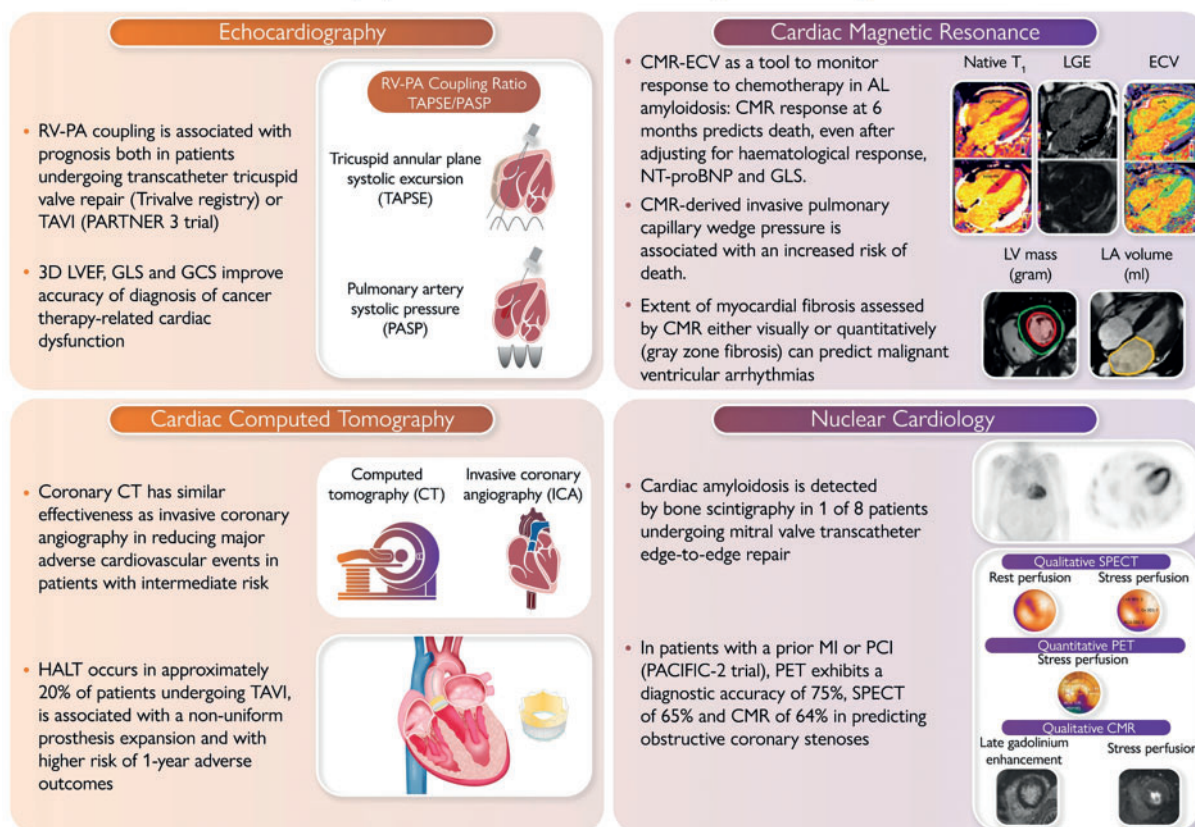 Echocardiography
RV-PA Coupling Ratio
TAPSE/PASP
• RV-PA coupling is associated with
prognosis both in patients
undergoing transcatheter tricuspid
valve repair (Trivalve registry) or
TAVI (PARTNER 3 trial)
• 3D LVEF, GLS and GCS improve
accuracy of diagnosis of cancer
therapy-related cardiac
dysfunction
Tricuspid annular plane
systolic excursion
(TAPSE)
Pulmonary artery
systolic pressure
(PASP)
Cardiac Magnetic Resonance
• CMR-ECV as a tool to monitor
response to chemotherapy in AL
amyloidosis: CMR response at 6
months predicts death, even after
adjusting for haematological response,
NT-proBNP and GLS.
• CMR-derived invasive pulmonary
capillary wedge pressure is
associated with an increased risk of
death.
• Extent of myocardial fibrosis assessed
by CMR either visually or quantitatively
(gray zone fibrosis) can predict malignant
ventricular arrhythmias
Native T1
LGE
ECV
LV mass
(gram)
LA volume
(ml)
Cardiac Computed Tomography
• Coronary CT has similar
effectiveness as invasive coronary
angiography in reducing major
adverse cardiovascular events in
patients with intermediate risk
• HALT occurs in approximately
20% of patients undergoing TAVI,
is associated with a non-uniform
prosthesis expansion and with
higher risk of 1-year adverse
outcomes
Computed
tomography (CT)
Invasive coronary
angiography (ICA)
Nuclear Cardiology
• Cardiac amyloidosis is detected
by bone scintigraphy in 1 of 8 patients
undergoing mitral valve transcatheter
edge-to-edge repair
• In patients with a prior MI or PCI
(PACIFIC-2 trial), PET exhibits a
diagnostic accuracy of 75%, SPECT
of 65% and CMR of 64% in predicting
obstructive coronary stenoses
Qualitative SPECT
Rest perfusion
Stress perfusion
Quantitative PET
Stress perfusion
Qualitative CMR
Late gadolinium
enhancement
Stress perfusion